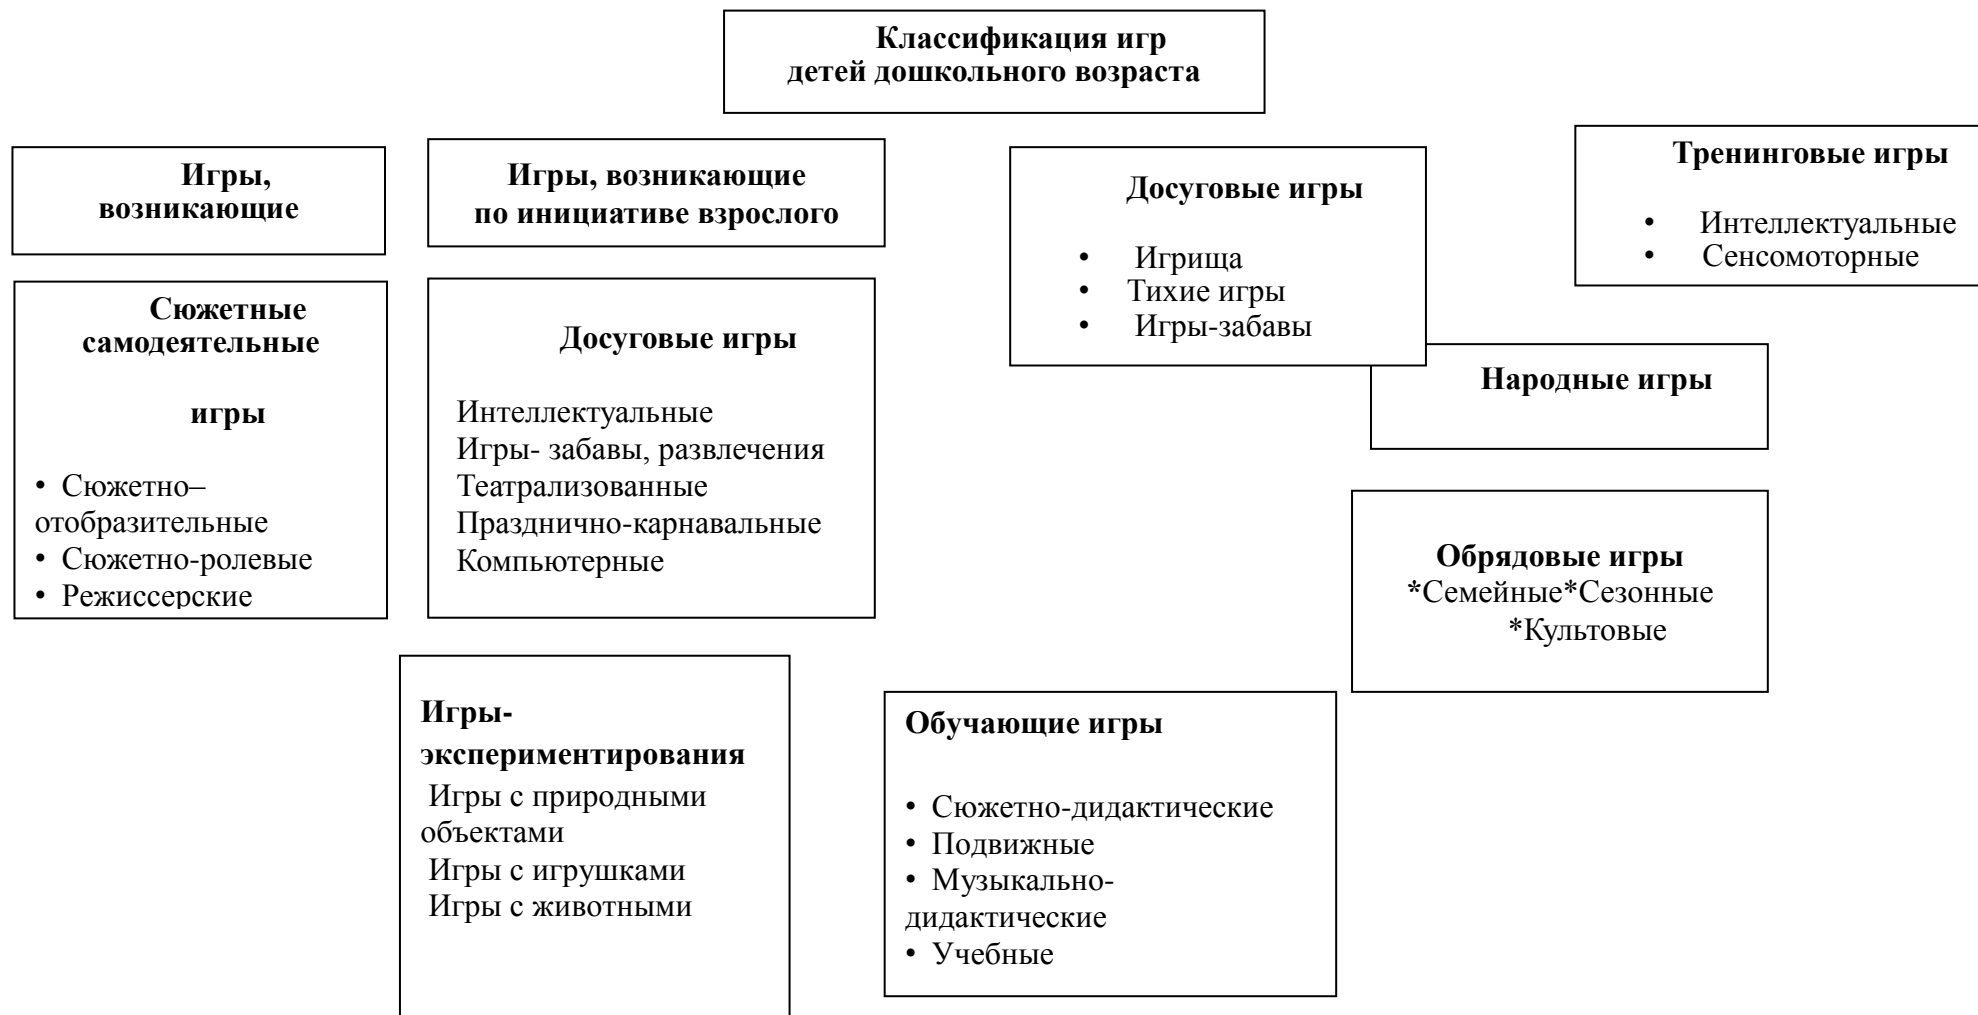 Классификация игр
детей дошкольного возраста
Игры,
возникающие
Игры, возникающие
по инициативе взрослого
Досуговые игры
• Игрища
• Тихие игры
• Игры-забавы
Тренинговые игры
• Интеллектуальные
• Сенсомоторные
Сюжетные
самодеятельные
игры
• Сюжетно–
отобразительные
• Сюжетно-ролевые
• Режиссерские
Досуговые игры
Интеллектуальные
Игры- забавы, развлечения
Театрализованные
Празднично-карнавальные
Компьютерные
Народные игры
Обрядовые игры
*Семейные*Сезонные
*Культовые
Игры-
экспериментирования
Игры с природными
объектами
Игры с игрушками
Игры с животными
Обучающие игры
• Сюжетно-дидактические
• Подвижные
• Музыкально-
дидактические
• Учебные